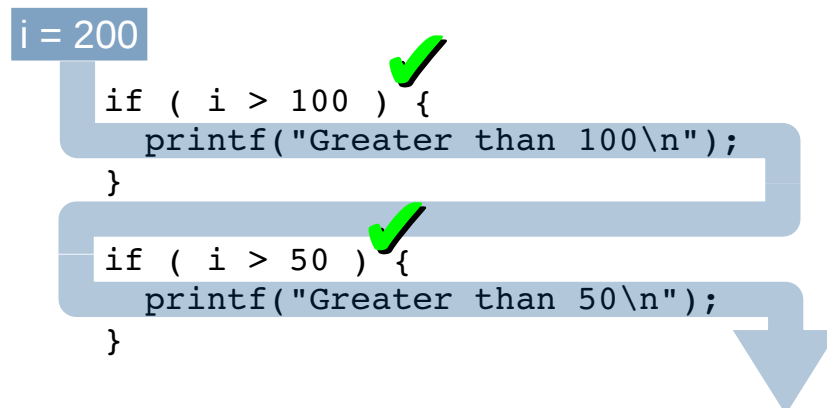 i = 200
if ( i > 100 ) {
  printf("Greater than 100\n");
}
if ( i > 50 ) {
  printf("Greater than 50\n");
}